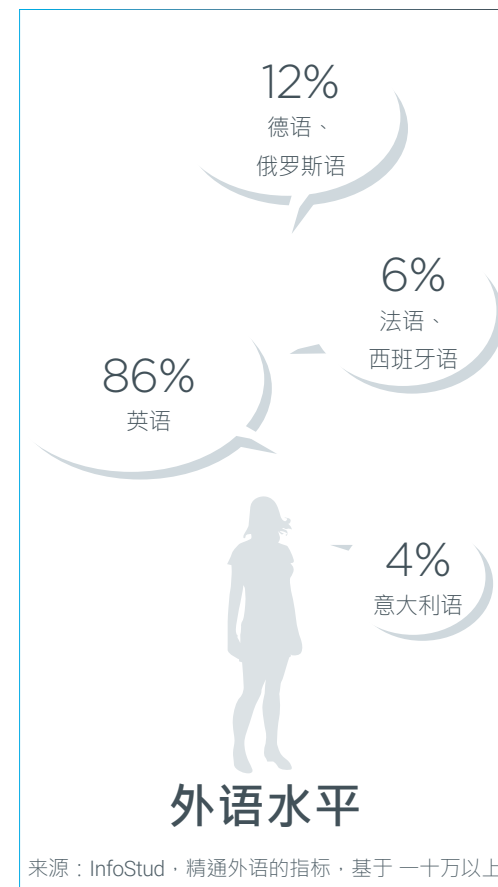 12%
德语、
俄罗斯语
6%
法语、
西班牙语
86%
英语
4%
意大利语
外语水平
来源：InfoStud，精通外语的指标，基于 一十万以上